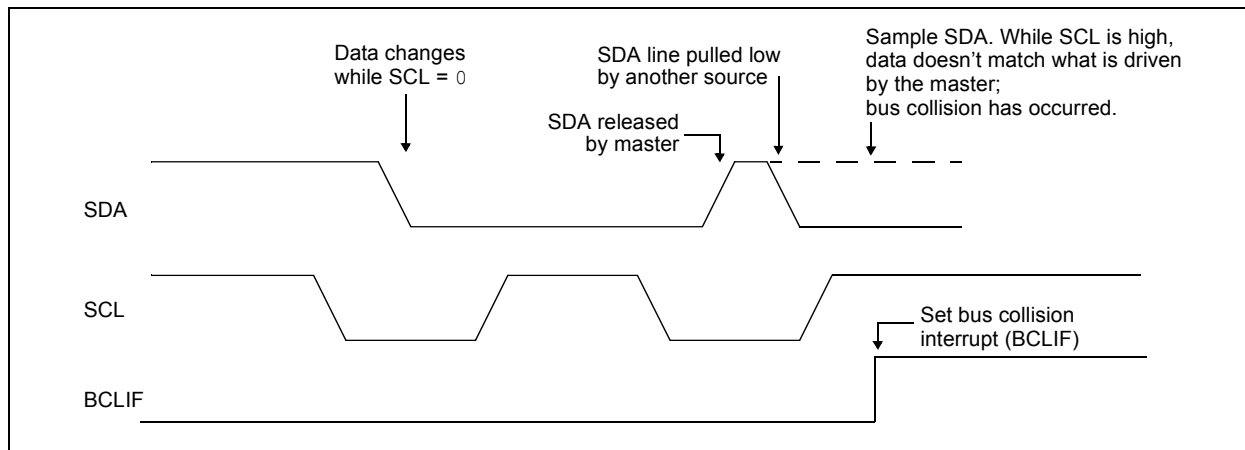 Data changes
while SCL = 0
SDA line pulled low
by another source
Sample SDA. While SCL is high,
data doesn’t match what is driven
by the master;
bus collision has occurred.
SDA released
by master
SDA
SCL
Set bus collision
interrupt (BCLIF)
BCLIF